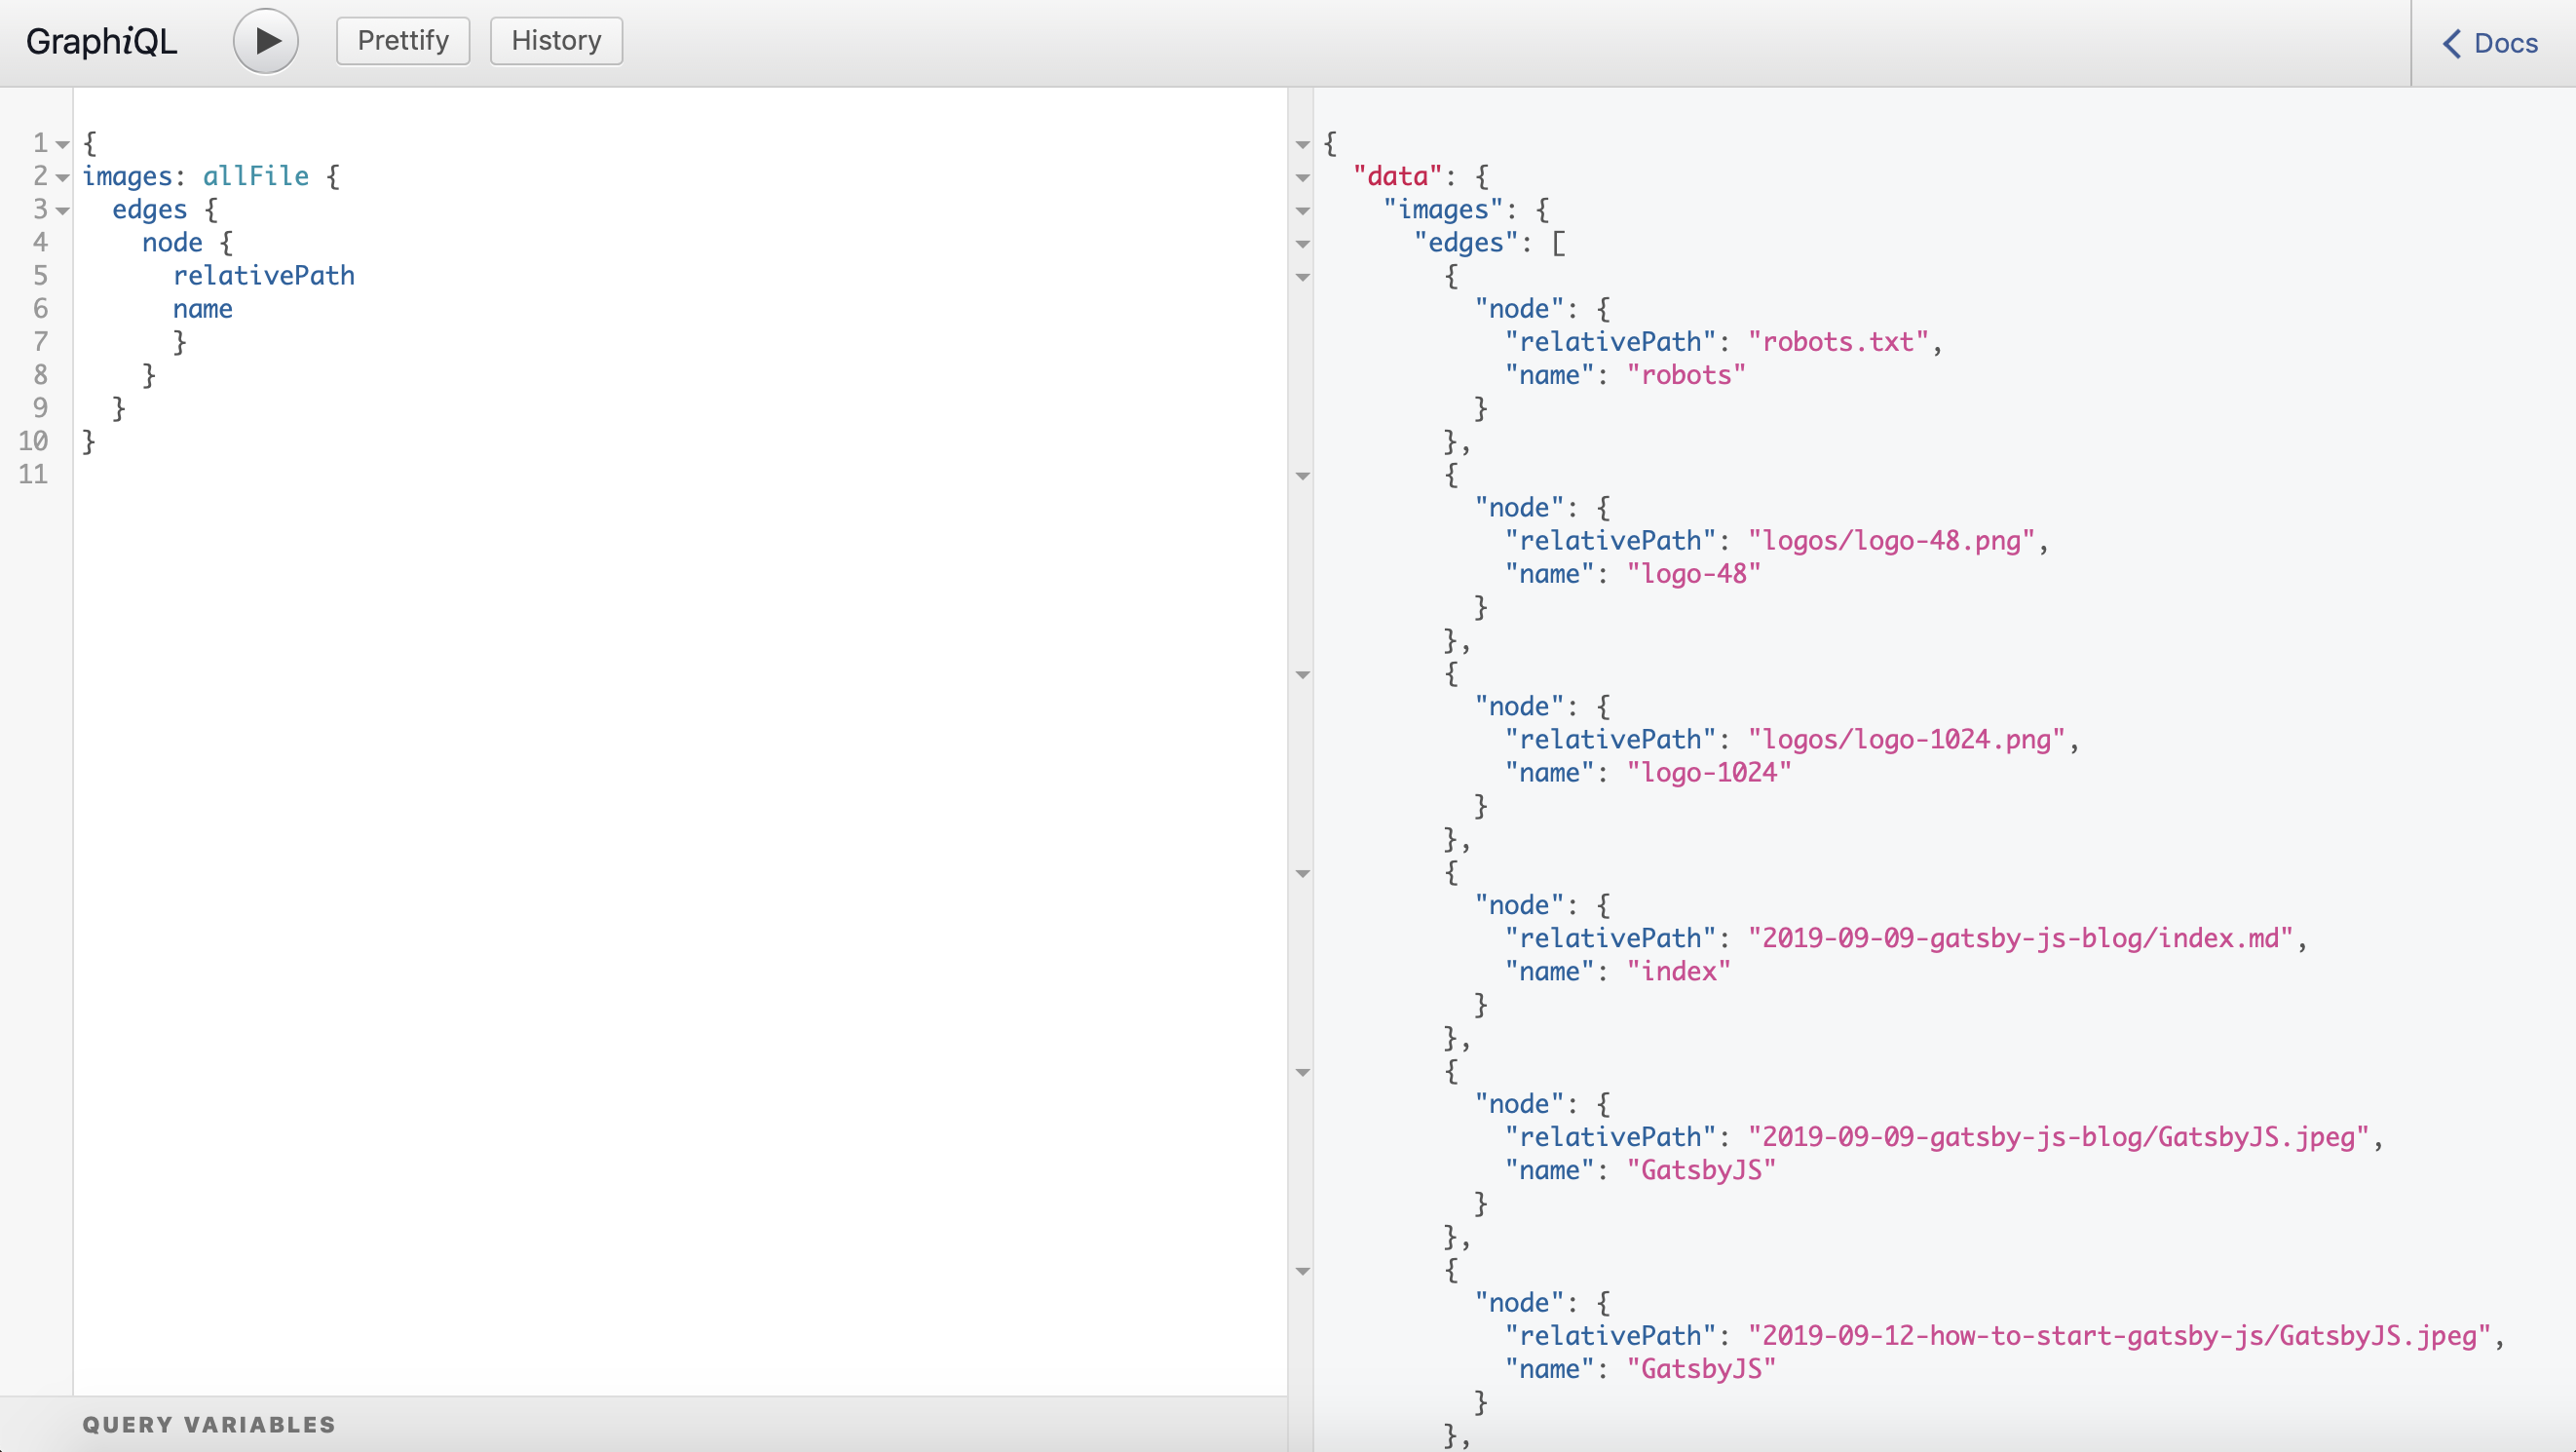 GraphiQL
Prettify
History
Docs
1 {
2 images: allFile {
3   edges {
4     node {
5       relativePath
6       name
7       }
8     }
9   }
10 }
11
QUERY VARIABLES
{
  "data": {
    "images": {
      "edges": [
        {
          "node": {
            "relativePath": "robots.txt",
            "name": "robots"
          }
        },
        {
          "node": {
            "relativePath": "logos/logo-48.png",
            "name": "logo-48"
          }
        },
        {
          "node": {
            "relativePath": "logos/logo-1024.png",
            "name": "logo-1024"
          }
        },
        {
          "node": {
            "relativePath": "2019-09-09-gatsby-js-blog/index.md",
            "name": "index"
          }
        },
        {
          "node": {
            "relativePath": "2019-09-09-gatsby-js-blog/GatsbyJS.jpeg",
            "name": "GatsbyJS"
          }
        },
        {
          "node": {
            "relativePath": "2019-09-12-how-to-start-gatsby-js/GatsbyJS.jpeg",
            "name": "GatsbyJS"
          }
        },